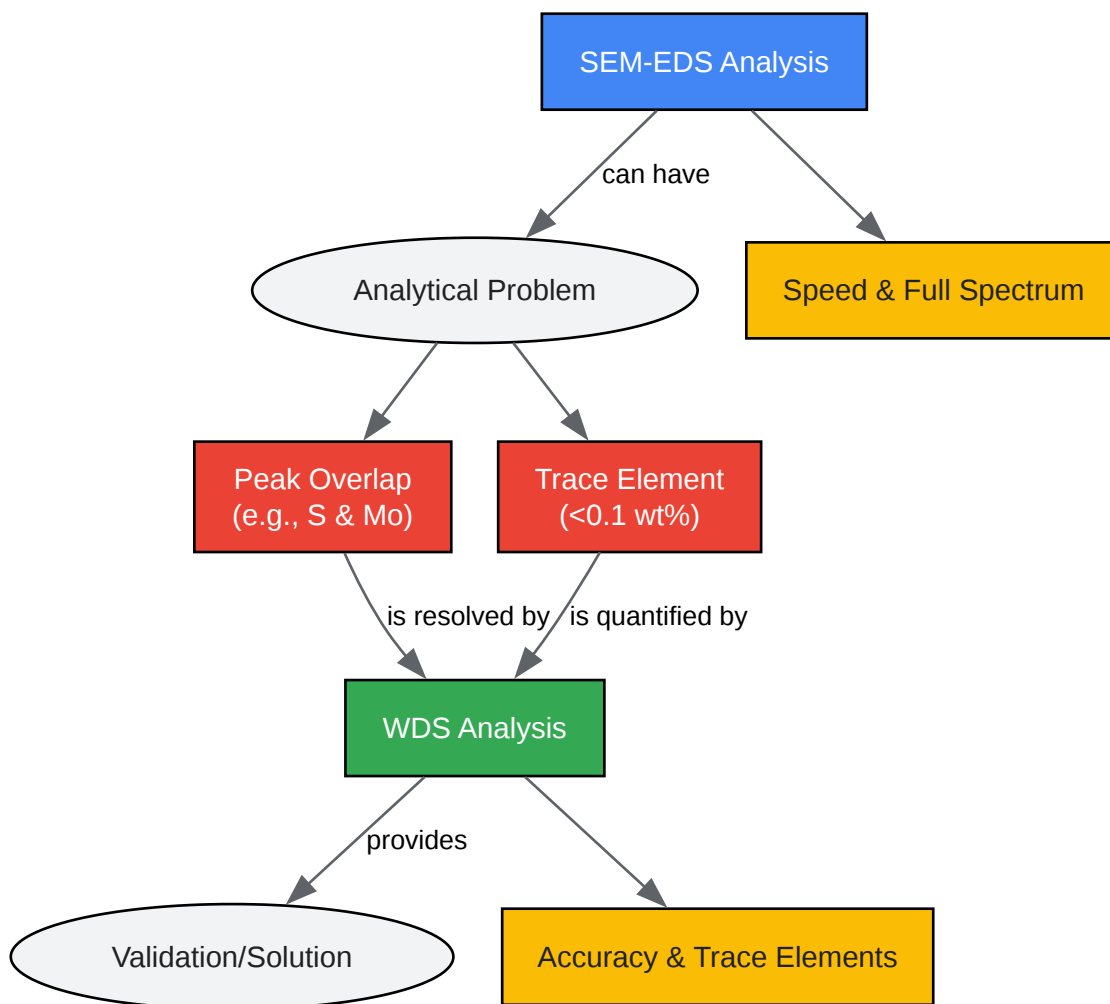 SEM-EDS Analysis
can have
Analytical Problem
Speed & Full Spectrum
Peak Overlap
(e.g., S & Mo)
Trace Element
(<0.1 wt%)
is resolved by
is quantified by
WDS Analysis
provides
Validation/Solution
Accuracy & Trace Elements